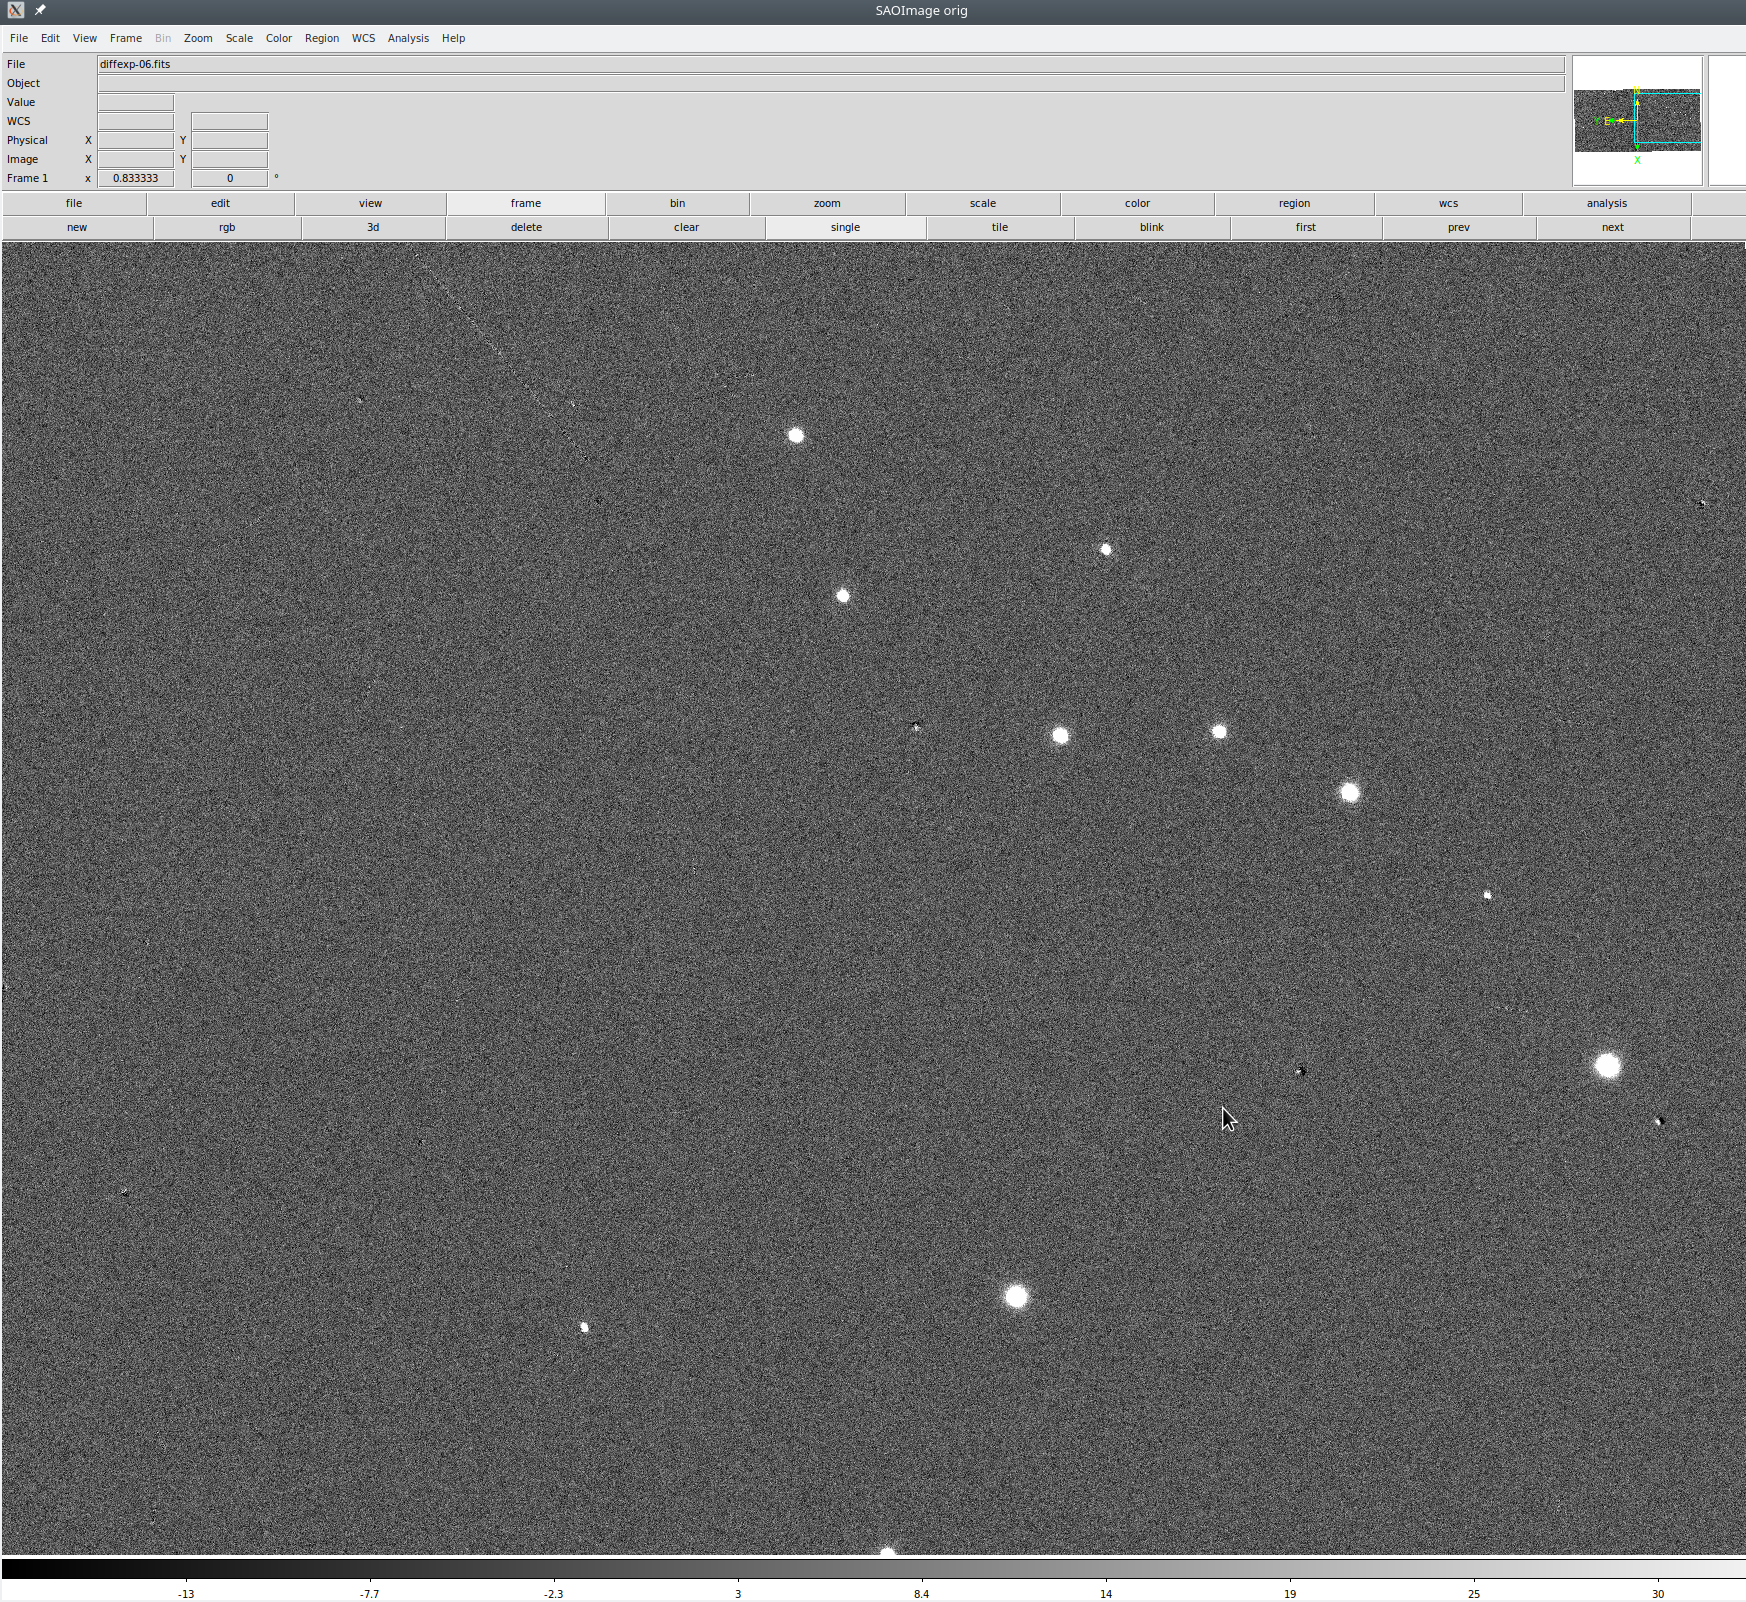 SAOImage orig
File Edit View Frame Bin Zoom Scale Color Region WCS Analysis Help
File diffexp-06.fits
Object
Value
WCS
Physical X Y
Image X Y
Frame 1 x 0.833333 0 °
N
Y E
X
file edit view frame bin zoom scale color region wcs analysis
new rgb 3d delete clear single tile blink first prev next
-13 -7.7 -2.3 3 8.4 14 19 25 30